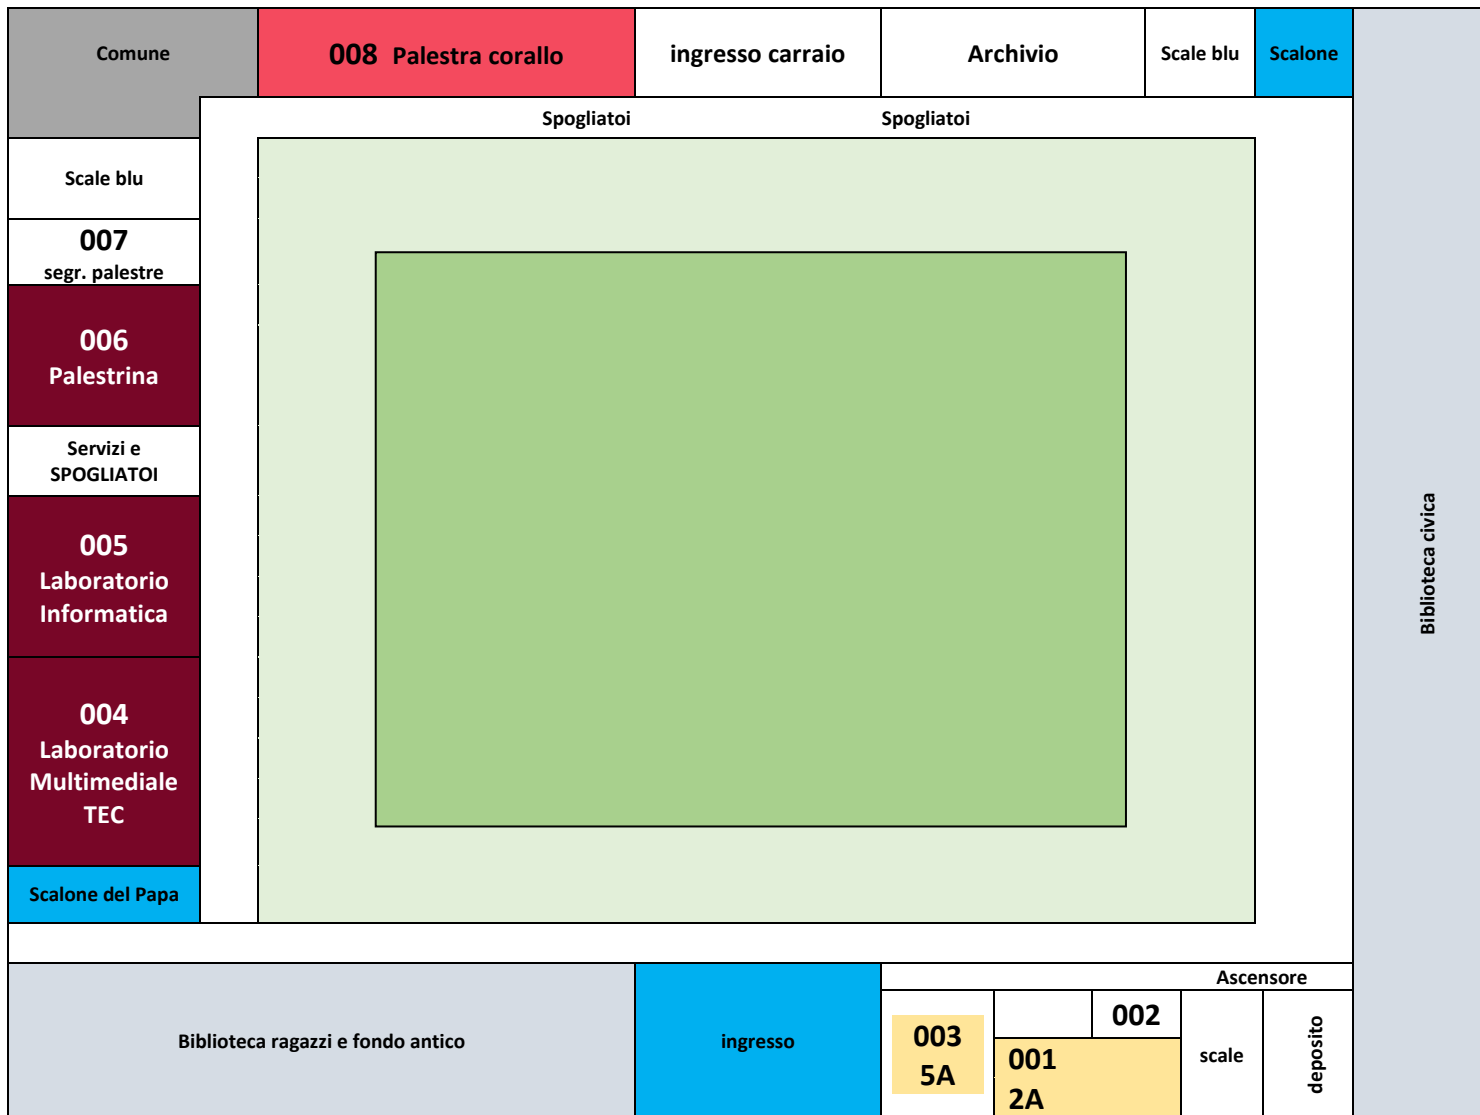 Comune
008 Palestra corallo
ingresso carraio
Archivio
Scale blu
Scalone
Spogliatoi
Spogliatoi
Scale blu
007
segr. palestre
006
Palestrina
Servizi e
SPOGLIATOI
005
Laboratorio
Informatica
004
Laboratorio
Multimediale
TEC
Scalone del Papa
Biblioteca civica
Biblioteca ragazzi e fondo antico
ingresso
Ascensore
003
5A
002
001
2A
scale
deposito